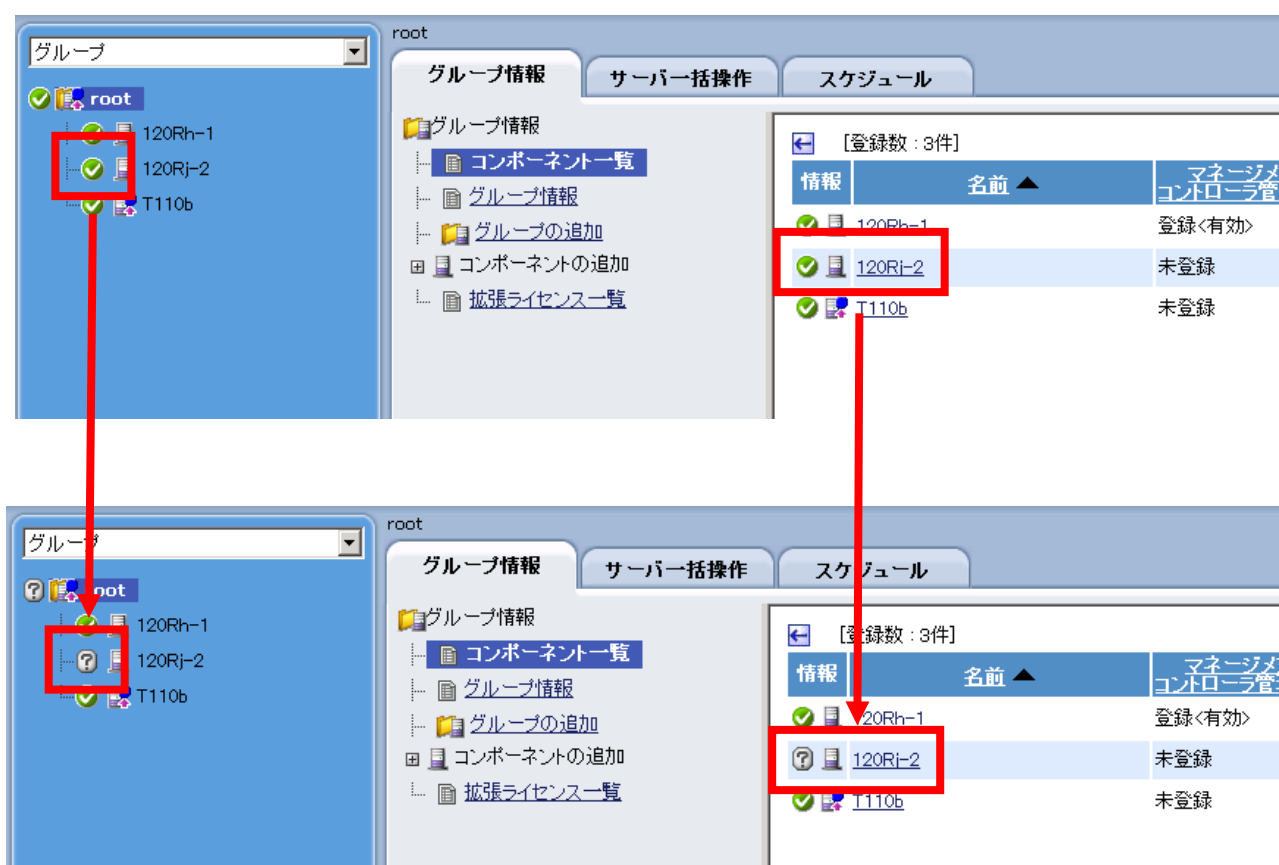 root
グループ
グループ情報 サーバ一括操作 スケジュール
root
120Rh-1
120Rj-2
T110b
グループ情報
コンポーネント一覧
グループ情報
グループの追加
コンポーネントの追加
拡張ライセンス一覧
[登録数 : 3件]
情報 名前 ▲ マネージメ
コントローラ管
120Rh-1 登録<有効>
120Rj-2 未登録
T110b 未登録
root
グループ
グループ情報 サーバ一括操作 スケジュール
root
120Rh-1
120Rj-2
T110b
グループ情報
コンポーネント一覧
グループ情報
グループの追加
コンポーネントの追加
拡張ライセンス一覧
[登録数 : 3件]
情報 名前 ▲ マネージメ
コントローラ管
120Rh-1 登録<有効>
120Rj-2 未登録
T110b 未登録